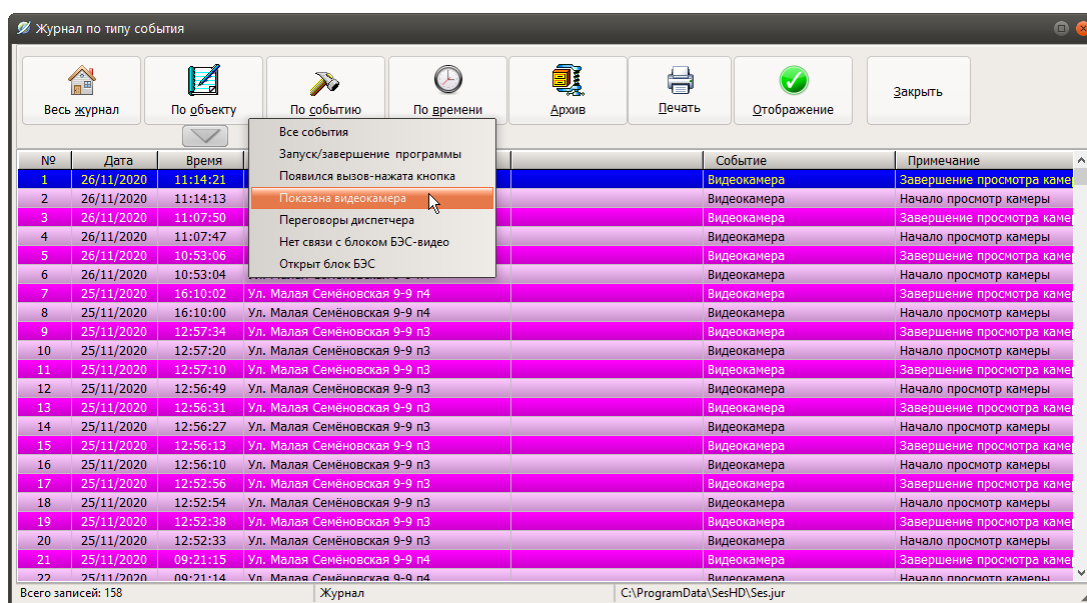 Журнал по типу события
Весь журнал По объекту По событию По времени Архив Печать Отображение Закрыть
Все события
Запуск/завершение программы
Появился вызов-нажата кнопка
Показана видеокамера
Переговоры диспетчера
Нет связи с блоком БЭС-видео
Открыт блок БЭС
№ Дата Время Событие Примечание
1 26/11/2020 11:14:21 Видеокамера Завершение просмотра
2 26/11/2020 11:14:13 Видеокамера Начало просмотр камеры
3 26/11/2020 11:07:50 Видеокамера Завершение просмотра
4 26/11/2020 11:07:47 Видеокамера Начало просмотр камеры
5 26/11/2020 10:53:06 Видеокамера Завершение просмотра
6 26/11/2020 10:53:04 Видеокамера Начало просмотр камеры
7 25/11/2020 16:10:02 Ул. Малая Семёновская 9-9 п4 Видеокамера Завершение просмотра
8 25/11/2020 16:10:00 Ул. Малая Семёновская 9-9 п4 Видеокамера Начало просмотр камеры
9 25/11/2020 12:57:34 Ул. Малая Семёновская 9-9 п3 Видеокамера Завершение просмотра
10 25/11/2020 12:57:20 Ул. Малая Семёновская 9-9 п3 Видеокамера Начало просмотр камеры
11 25/11/2020 12:57:10 Ул. Малая Семёновская 9-9 п3 Видеокамера Завершение просмотра
12 25/11/2020 12:56:49 Ул. Малая Семёновская 9-9 п3 Видеокамера Начало просмотр камеры
13 25/11/2020 12:56:31 Ул. Малая Семёновская 9-9 п3 Видеокамера Завершение просмотра
14 25/11/2020 12:56:27 Ул. Малая Семёновская 9-9 п3 Видеокамера Начало просмотр камеры
15 25/11/2020 12:56:13 Ул. Малая Семёновская 9-9 п3 Видеокамера Завершение просмотра
16 25/11/2020 12:56:10 Ул. Малая Семёновская 9-9 п3 Видеокамера Начало просмотр камеры
17 25/11/2020 12:52:56 Ул. Малая Семёновская 9-9 п3 Видеокамера Завершение просмотра
18 25/11/2020 12:52:54 Ул. Малая Семёновская 9-9 п3 Видеокамера Начало просмотр камеры
19 25/11/2020 12:52:38 Ул. Малая Семёновская 9-9 п3 Видеокамера Завершение просмотра
20 25/11/2020 12:52:33 Ул. Малая Семёновская 9-9 п3 Видеокамера Начало просмотр камеры
21 25/11/2020 09:21:15 Ул. Малая Семёновская 9-9 п4 Видеокамера Завершение просмотра
22 25/11/2020 09:21:14 Ул. Малая Семёновская 9-9 п4 Видеокамера Начало просмотр камеры
Всего записей: 158 Журнал C:\ProgramData\SesHD\Ses.jur